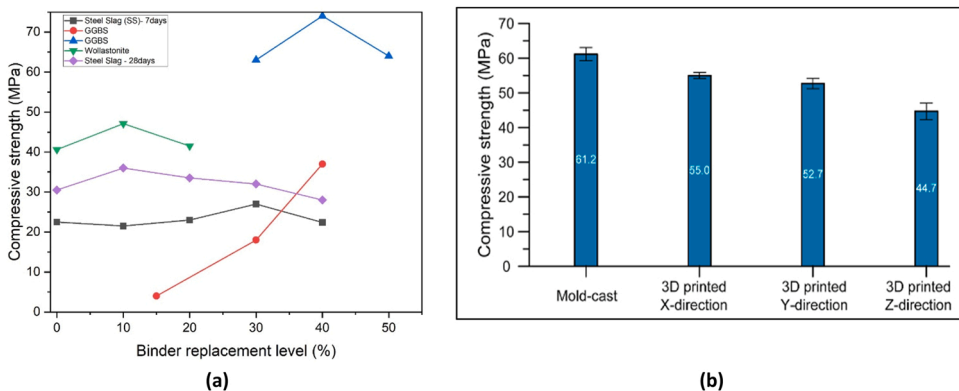 Compressive strength (MPa)
70
60
50
40
30
20
10
0
Steel Slag (SS)- 7days
GGBS
GGBS
Wollastonite
Steel Slag - 28days
0 10 20 30 40 50
Binder replacement level (%)
(a)
Compressive strength (MPa)
70
60
50
40
30
20
10
0
61.2
55.0
52.7
44.7
Mold-cast
3D printed
X-direction
3D printed
Y-direction
3D printed
Z-direction
(b)